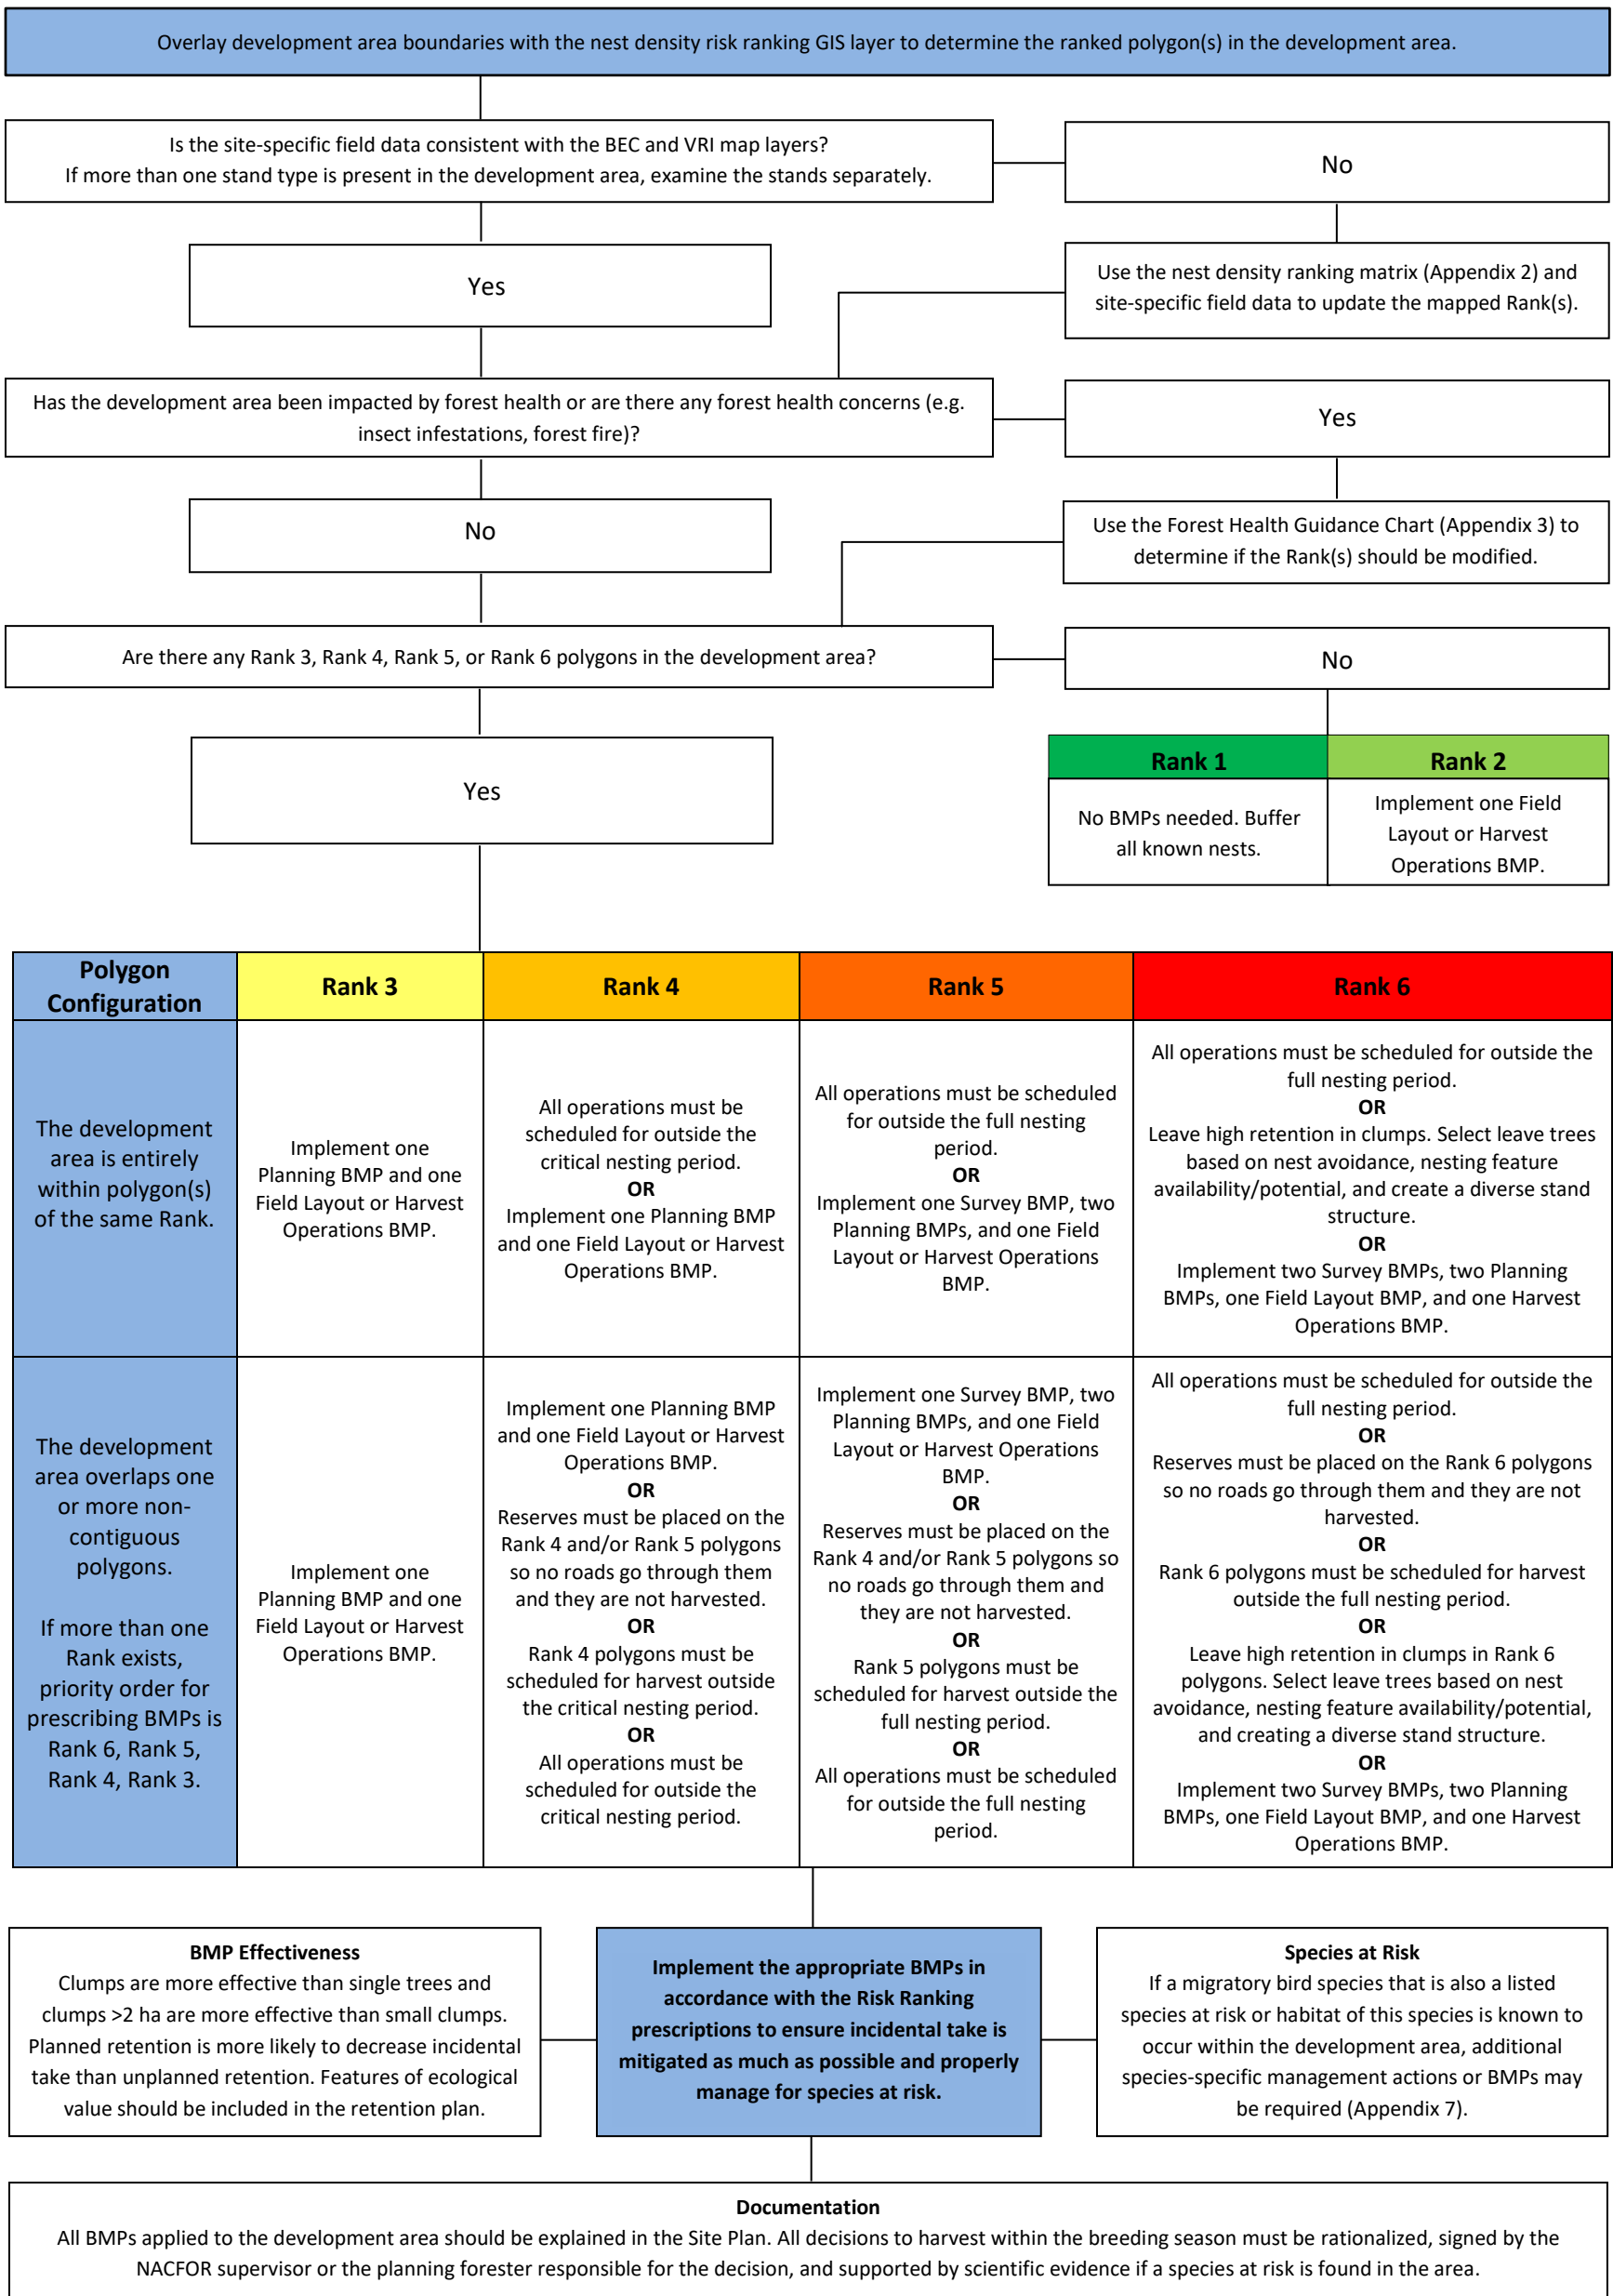 Overlay development area boundaries with the nest density risk ranking GIS layer to determine the ranked polygon(s) in the development area.
Is the site-specific field data consistent with the BEC and VRI map layers?
If more than one stand type is present in the development area, examine the stands separately.
No
Yes
Use the nest density ranking matrix (Appendix 2) and
site-specific field data to update the mapped Rank(s).
Has the development area been impacted by forest health or are there any forest health concerns (e.g.
insect infestations, forest fire)?
Yes
No
Use the Forest Health Guidance Chart (Appendix 3) to
determine if the Rank(s) should be modified.
Are there any Rank 3, Rank 4, Rank 5, or Rank 6 polygons in the development area?
No
Yes
Rank 1
No BMPs needed. Buffer
all known nests.
Rank 2
Implement one Field
Layout or Harvest
Operations BMP.
Polygon
Configuration
Rank 3
Rank 4
Rank 5
Rank 6
The development
area is entirely
within polygon(s)
of the same Rank.
Implement one
Planning BMP and one
Field Layout or Harvest
Operations BMP.
All operations must be
scheduled for outside the
critical nesting period.
OR
Implement one Planning BMP
and one Field Layout or Harvest
Operations BMP.
All operations must be scheduled
for outside the full nesting
period.
OR
Implement one Survey BMP, two
Planning BMPs, and one Field
Layout or Harvest Operations
BMP.
All operations must be scheduled for outside the
full nesting period.
OR
Leave high retention in clumps. Select leave trees
based on nest avoidance, nesting feature
availability/potential, and create a diverse stand
structure.
OR
Implement two Survey BMPs, two Planning
BMPs, one Field Layout BMP, and one Harvest
Operations BMP.
The development
area overlaps one
or more non-
contiguous
polygons.
If more than one
Rank exists,
priority order for
prescribing BMPs is
Rank 6, Rank 5,
Rank 4, Rank 3.
Implement one
Planning BMP and one
Field Layout or Harvest
Operations BMP.
Implement one Planning BMP
and one Field Layout or Harvest
Operations BMP.
OR
Reserves must be placed on the
Rank 4 and/or Rank 5 polygons
so no roads go through them
and they are not harvested.
OR
Rank 4 polygons must be
scheduled for harvest outside
the critical nesting period.
OR
All operations must be
scheduled for outside the
critical nesting period.
Implement one Survey BMP, two
Planning BMPs, and one Field
Layout or Harvest Operations
BMP.
OR
Reserves must be placed on the
Rank 4 and/or Rank 5 polygons so
no roads go through them and
they are not harvested.
OR
Rank 5 polygons must be
scheduled for harvest outside the
full nesting period.
OR
All operations must be scheduled
for outside the full nesting
period.
All operations must be scheduled for outside the
full nesting period.
OR
Reserves must be placed on the Rank 6 polygons
so no roads go through them and they are not
harvested.
OR
Rank 6 polygons must be scheduled for harvest
outside the full nesting period.
OR
Leave high retention in clumps in Rank 6
polygons. Select leave trees based on nest
avoidance, nesting feature availability/potential,
and creating a diverse stand structure.
OR
Implement two Survey BMPs, two Planning
BMPs, one Field Layout BMP, and one Harvest
Operations BMP.
BMP Effectiveness
Clumps are more effective than single trees and
clumps >2 ha are more effective than small clumps.
Planned retention is more likely to decrease incidental
take than unplanned retention. Features of ecological
value should be included in the retention plan.
Implement the appropriate BMPs in
accordance with the Risk Ranking
prescriptions to ensure incidental take is
mitigated as much as possible and properly
manage for species at risk.
Species at Risk
If a migratory bird species that is also a listed
species at risk or habitat of this species is known to
occur within the development area, additional
species-specific management actions or BMPs may
be required (Appendix 7).
Documentation
All BMPs applied to the development area should be explained in the Site Plan. All decisions to harvest within the breeding season must be rationalized, signed by the
NACFOR supervisor or the planning forester responsible for the decision, and supported by scientific evidence if a species at risk is found in the area.